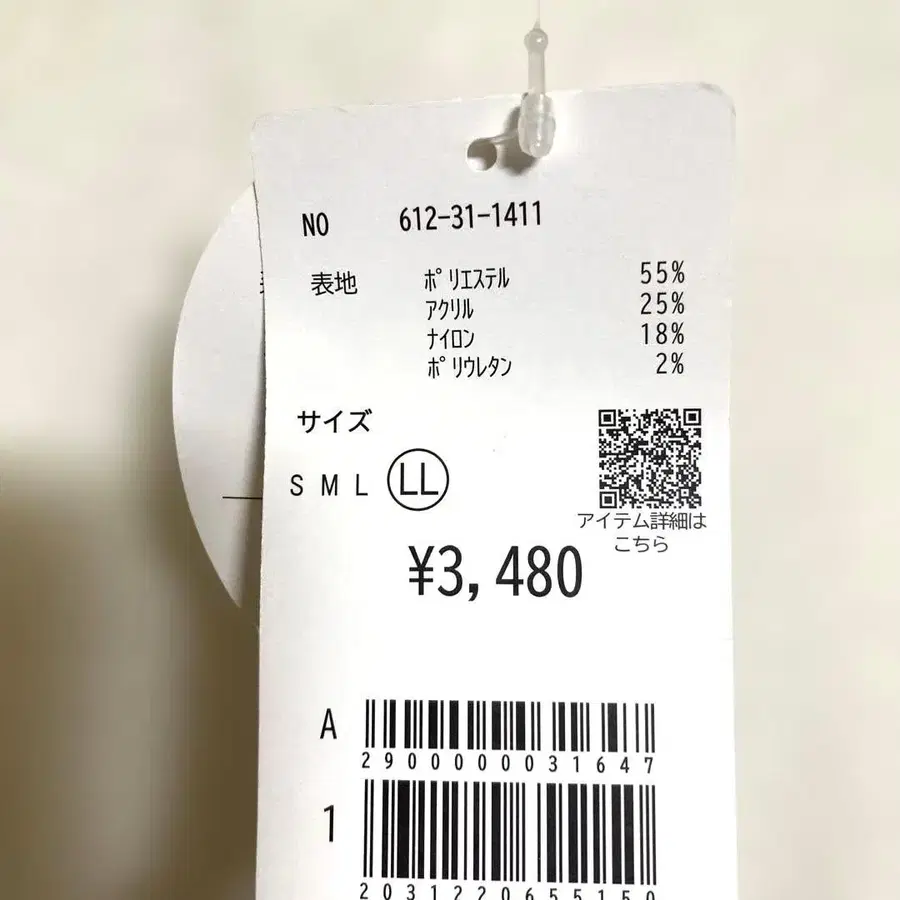 NO 612-31-1411
表地 ﾎﾟﾘｴｽﾃﾙ 55%
ｱｸﾘﾙ 25%
ﾅｲﾛﾝ 18%
ﾎﾟﾘｳﾚﾀﾝ 2%
サイズ
S M L LL
アイテム詳細は
こちら
¥3,480
A
2900000031647
1
2031220655150